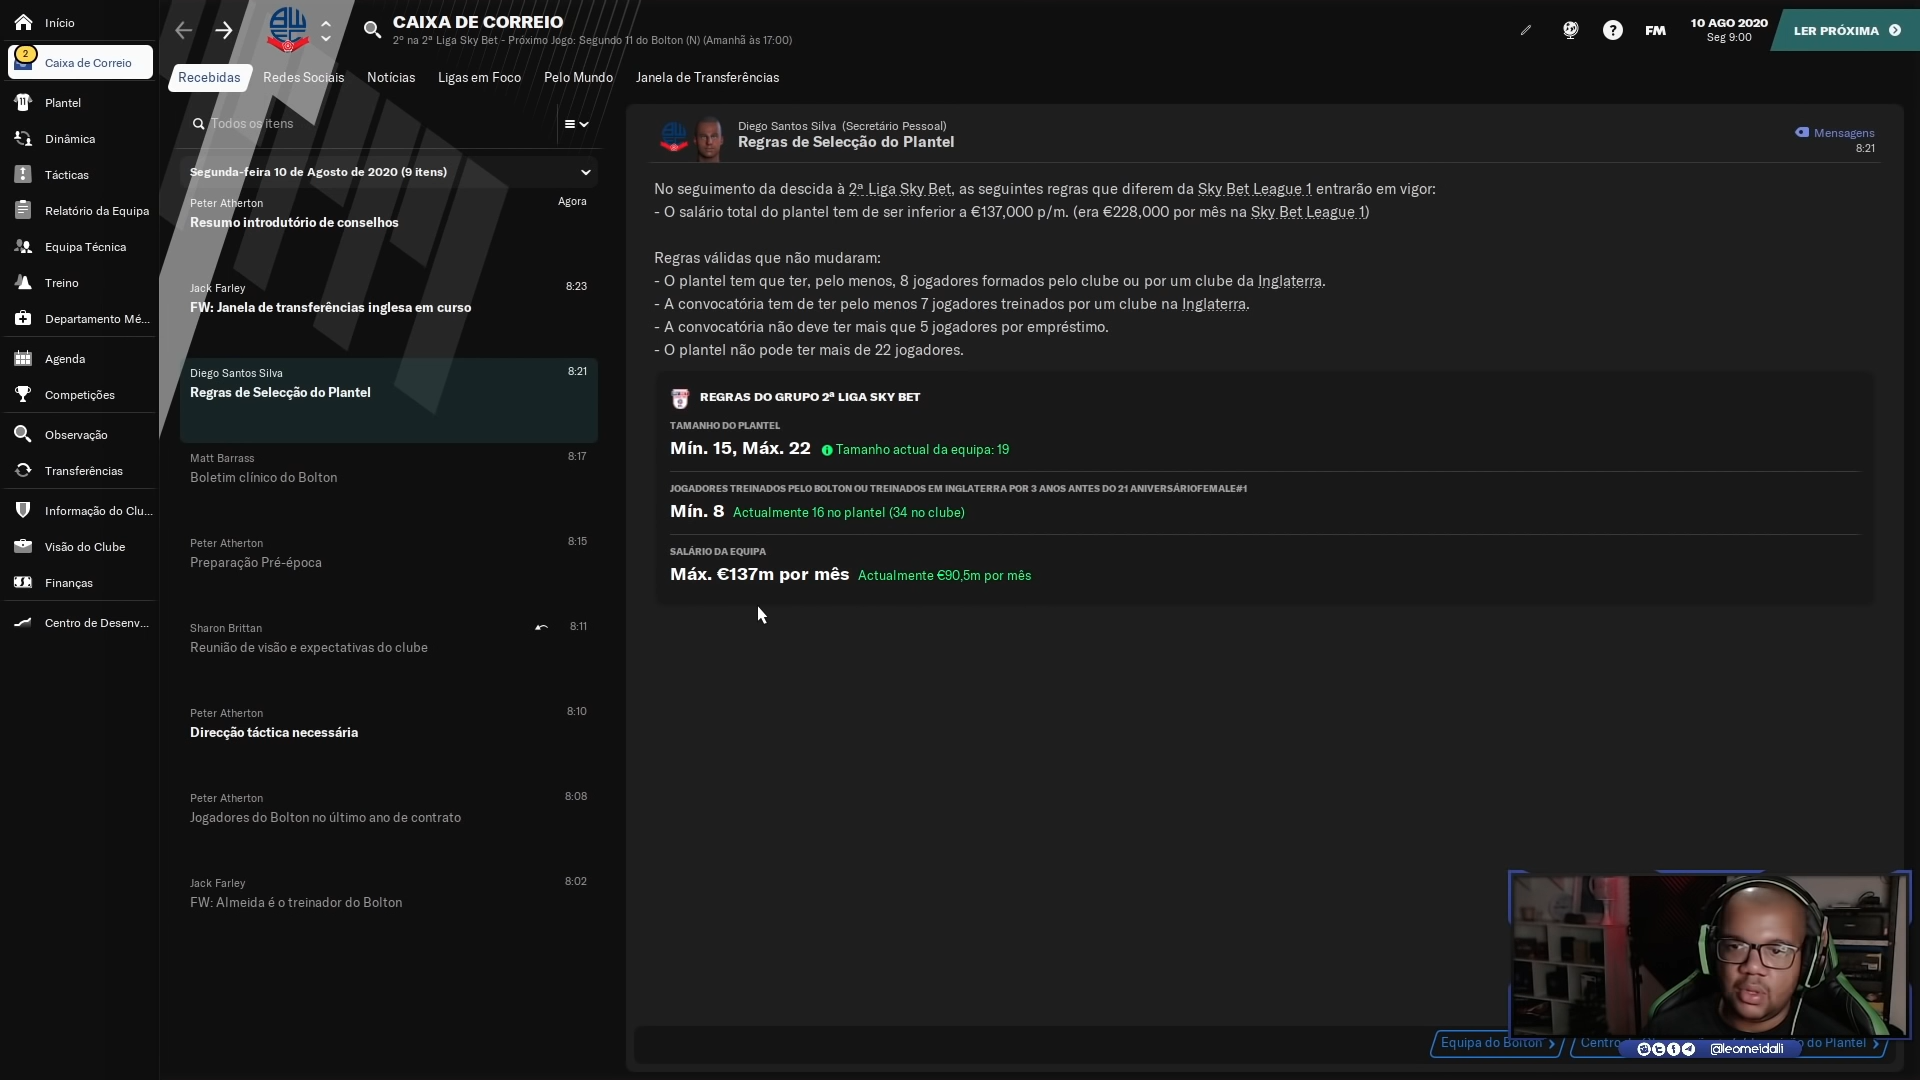 Início
2
Caixa de Correio
Plantel
Dinâmica
Tácticas
Relatório da Equipa
Equipa Técnica
Treino
Departamento Mé...
Agenda
Competições
Observação
Transferências
Informação do Clu...
Visão do Clube
Finanças
Centro de Desenv...
CAIXA DE CORREIO
2º na 2ª Liga Sky Bet - Próximo Jogo: Segundo 11 do Bolton (N) (Amanhã às 17:00)
FM
10 AGO 2020
Seg 9:00
LER PRÓXIMA
Recebidas
Redes Sociais
Notícias
Ligas em Foco
Pelo Mundo
Janela de Transferências
Todos os ítens
Segunda-feira 10 de Agosto de 2020 (9 itens)
Peter Atherton
Agora
Resumo introdutório de conselhos
Jack Farley
8:23
FW: Janela de transferências inglesa em curso
Diego Santos Silva
8:21
Regras de Selecção do Plantel
Matt Barrass
8:17
Boletim clínico do Bolton
Peter Atherton
8:15
Preparação Pré-época
Sharon Brittan
8:11
Reunião de visão e expectativas do clube
Peter Atherton
8:10
Direcção táctica necessária
Peter Atherton
8:08
Jogadores do Bolton no último ano de contrato
Jack Farley
8:02
FW: Almeida é o treinador do Bolton
Diego Santos Silva (Secretário Pessoal)
Regras de Selecção do Plantel
Mensagens
8:21
No seguimento da descida à 2ª Liga Sky Bet, as seguintes regras que diferem da Sky Bet League 1 entrarão em vigor:
- O salário total do plantel tem de ser inferior a €137,000 p/m. (era €228,000 por mês na Sky Bet League 1)
Regras válidas que não mudaram:
- O plantel tem que ter, pelo menos, 8 jogadores formados pelo clube ou por um clube da Inglaterra.
- A convocatória tem de ter pelo menos 7 jogadores treinados por um clube na Inglaterra.
- A convocatória não deve ter mais que 5 jogadores por empréstimo.
- O plantel não pode ter mais de 22 jogadores.
REGRAS DO GRUPO 2ª LIGA SKY BET
TAMANHO DO PLANTEL
Mín. 15, Máx. 22 Tamanho actual da equipa: 19
JOGADORES TREINADOS PELO BOLTON OU TREINADOS EM INGLATERRA POR 3 ANOS ANTES DO 21 ANIVERSÁRIOFEMALE#1
Mín. 8 Actualmente 16 no plantel (34 no clube)
SALÁRIO DA EQUIPA
Máx. €137m por mês Actualmente €90,5m por mês
Equipa do Bolton
Centro
do Plantel
@leomeidalli